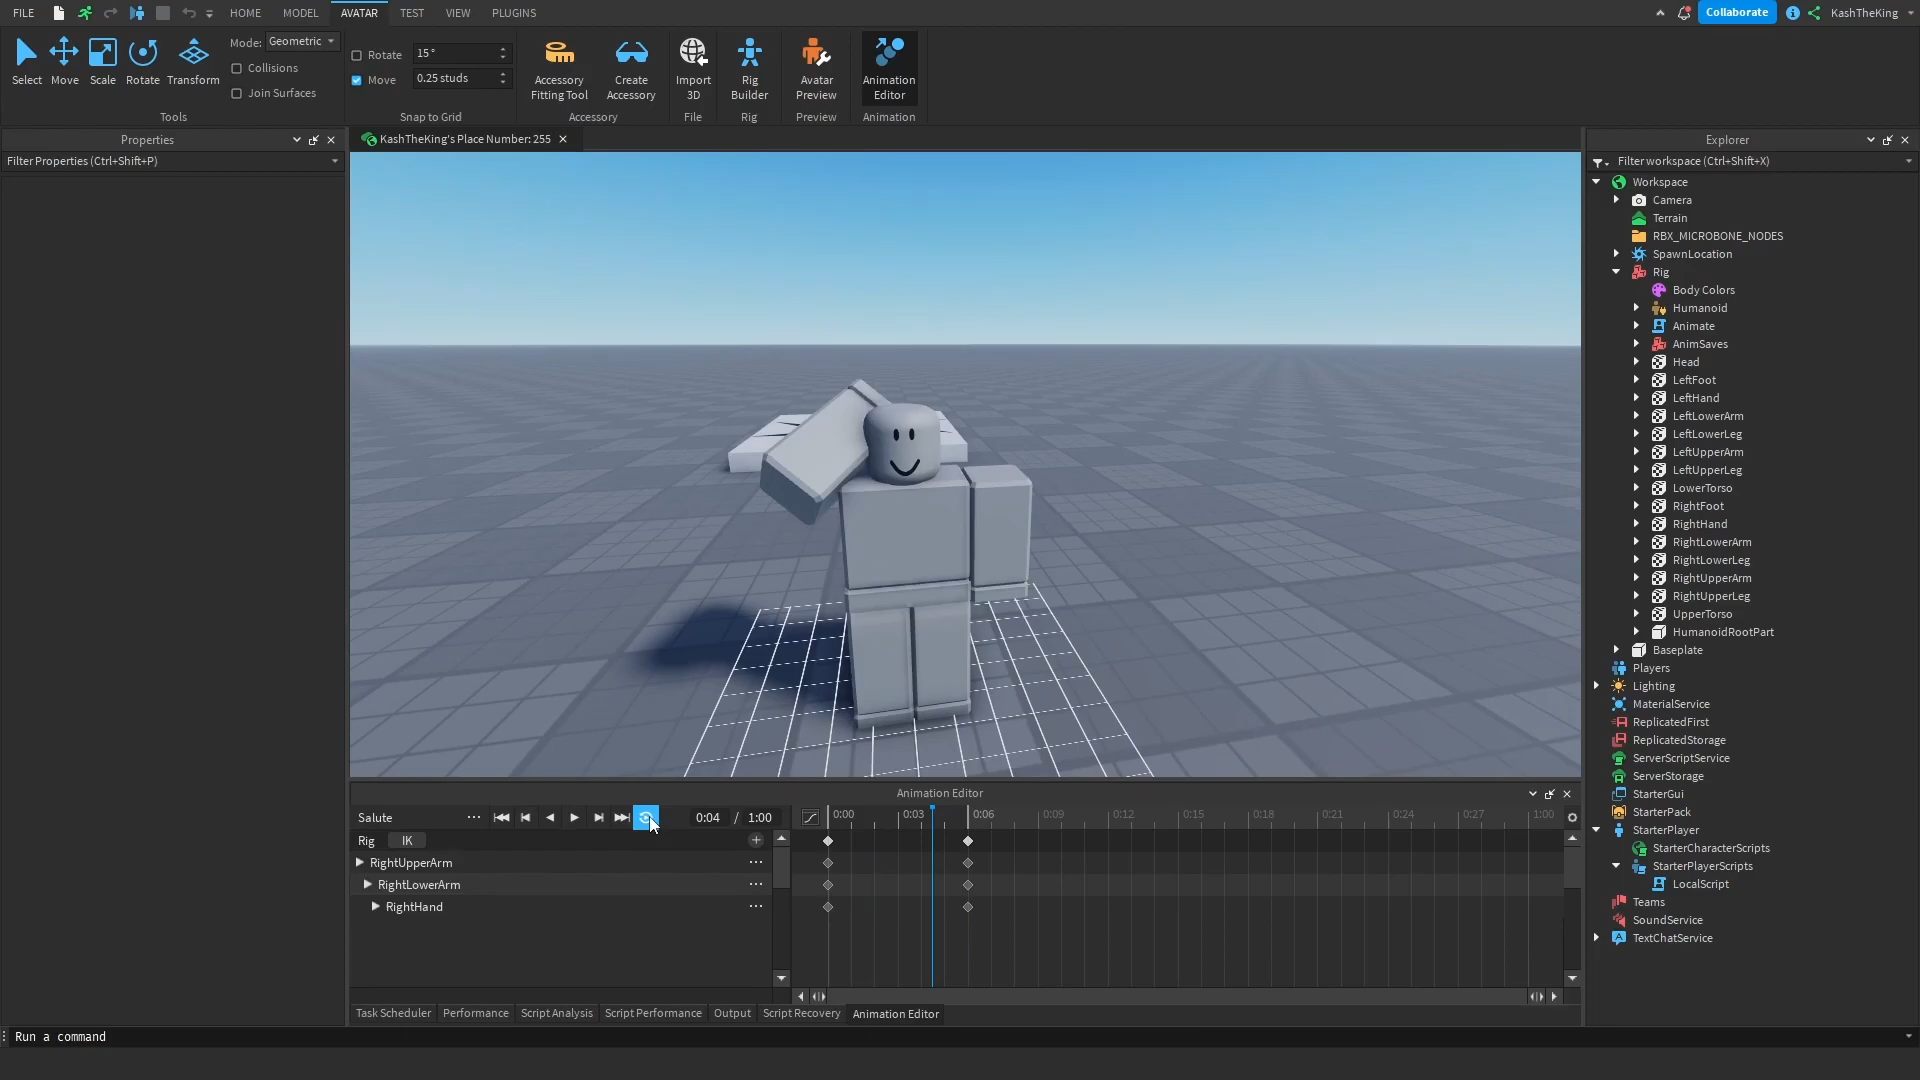 FILE HOME MODEL AVATAR TEST VIEW PLUGINS Collaborate KashTheKing
Select Move Scale Rotate Transform
Mode: Geometric
Collisions
Join Surfaces
Tools
Rotate 15 °
Move 0.25 studs
Snap to Grid
Accessory Fitting Tool
Create Accessory
Accessory
Import 3D
File
Rig Builder
Rig
Avatar Preview
Preview
Animation Editor
Animation
Properties
Filter Properties (Ctrl+Shift+P)
KashTheKing's Place Number: 255
Explorer
Filter workspace (Ctrl+Shift+X)
Workspace
Camera
Terrain
RBX_MICROBONE_NODES
SpawnLocation
Rig
Body Colors
Humanoid
Animate
AnimSaves
Head
LeftFoot
LeftHand
LeftLowerArm
LeftLowerLeg
LeftUpperArm
LeftUpperLeg
LowerTorso
RightFoot
RightHand
RightLowerArm
RightLowerLeg
RightUpperArm
RightUpperLeg
UpperTorso
HumanoidRootPart
Baseplate
Players
Lighting
MaterialService
ReplicatedFirst
ReplicatedStorage
ServerScriptService
ServerStorage
StarterGui
StarterPack
StarterPlayer
StarterCharacterScripts
StarterPlayerScripts
LocalScript
Teams
SoundService
TextChatService
Animation Editor
Salute 0:04 / 1:00 0:00 0:03 0:06 0:09 0:12 0:15 0:18 0:21 0:24 0:27 1:00
Rig IK
RightUpperArm
RightLowerArm
RightHand
Task Scheduler Performance Script Analysis Script Performance Output Script Recovery Animation Editor
Run a command